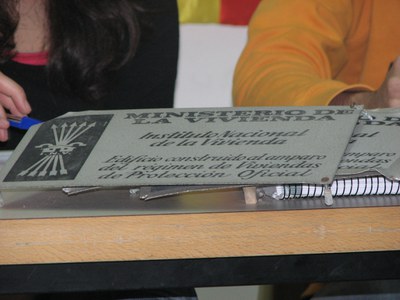 MINISTERIO DE
LA VIVIENDA
Instituto Nacional
de la Vivienda
Edificio construido al amparo
del régimen de Viviendas
de Protección Oficial